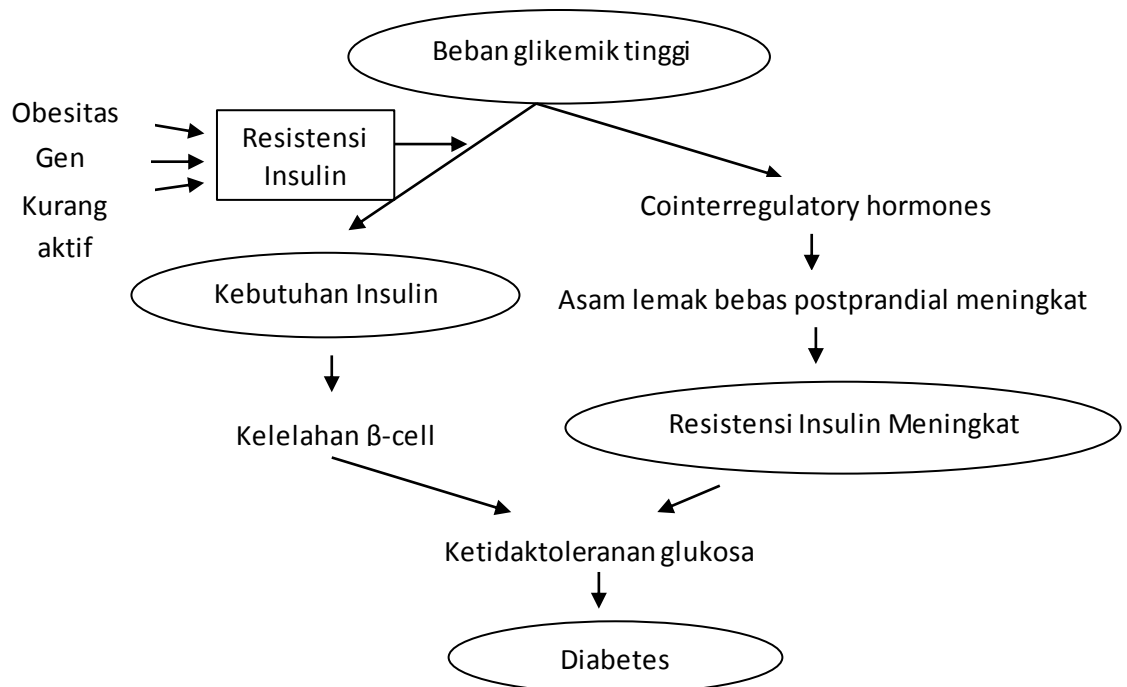 Beban glikemik tinggi
Obesitas
Gen
Kurang
aktif
Resistensi
Insulin
Cointerregulatory hormones
Kebutuhan Insulin
Asam lemak bebas postprandial meningkat
Kelelahan β-cell
Resistensi Insulin Meningkat
Ketidaktoleranan glukosa
Diabetes